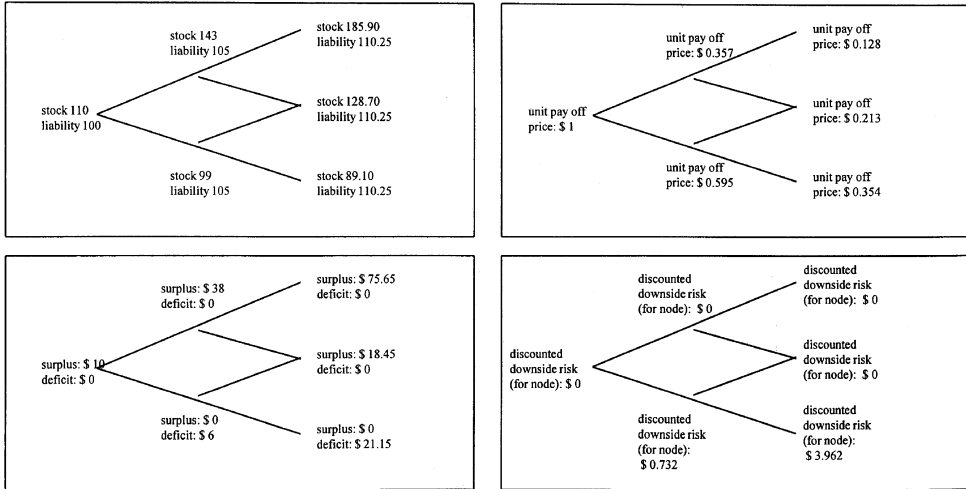 stock 143
liability 105
stock 185.90
liability 110.25
stock 110
liability 100
stock 128.70
liability 110.25
stock 99
liability 105
stock 89.10
liability 110.25
unit pay off
price: $ 0.357
unit pay off
price: $ 0.128
unit pay off
price: $ 1
unit pay off
price: $ 0.213
unit pay off
price: $ 0.595
unit pay off
price: $ 0.354
surplus: $ 38
deficit: $ 0
surplus: $ 75.65
deficit: $ 0
surplus: $ 10
deficit: $ 0
surplus: $ 18.45
deficit: $ 0
surplus: $ 0
deficit: $ 6
surplus: $ 0
deficit: $ 21.15
discounted
downside risk
(for node): $ 0
discounted
downside risk
(for node): $ 0
discounted
downside risk
(for node): $ 0
discounted
downside risk
(for node): $ 0
discounted
downside risk
(for node):
$ 0.732
discounted
downside risk
(for node):
$ 3.962